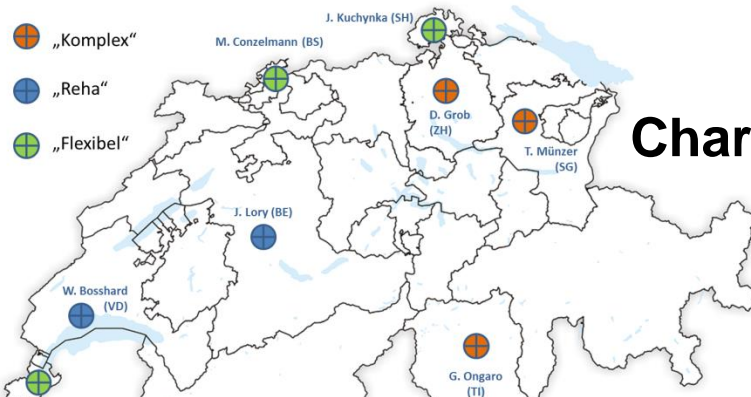 J. Kuchynka (SH)
„Komplex“
M. Conzelmann (BS)
„Reha“
D. Grob
(ZH)
„Flexibel“
T. Münzer
(SG)
Char
J. Lory (BE)
W. Bosshard
(VD)
G. Ongaro
(TI)